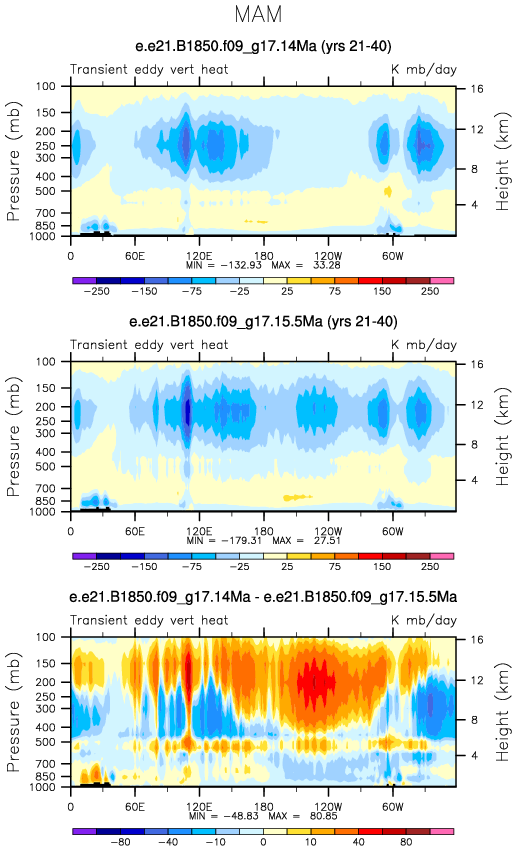 MAM
e.e21.B1850.f09_g17.14Ma (yrs 21-40)
Transient eddy vert heat K mb/day
Pressure (mb)
100
150
200
250
300
400
500
700
850
1000
16
12
8
4
Height (km)
0 60E 120E 180 120W 60W
MIN = -132.93 MAX = 33.28
-250 -150 -75 -25 25 75 150 250
e.e21.B1850.f09_g17.15.5Ma (yrs 21-40)
Transient eddy vert heat K mb/day
Pressure (mb)
100
150
200
250
300
400
500
700
850
1000
16
12
8
4
Height (km)
0 60E 120E 180 120W 60W
MIN = -179.31 MAX = 27.51
-250 -150 -75 -25 25 75 150 250
e.e21.B1850.f09_g17.14Ma - e.e21.B1850.f09_g17.15.5Ma
Transient eddy vert heat K mb/day
Pressure (mb)
100
150
200
250
300
400
500
700
850
1000
16
12
8
4
Height (km)
0 60E 120E 180 120W 60W
MIN = -48.83 MAX = 80.85
-80 -40 -10 0 10 40 80